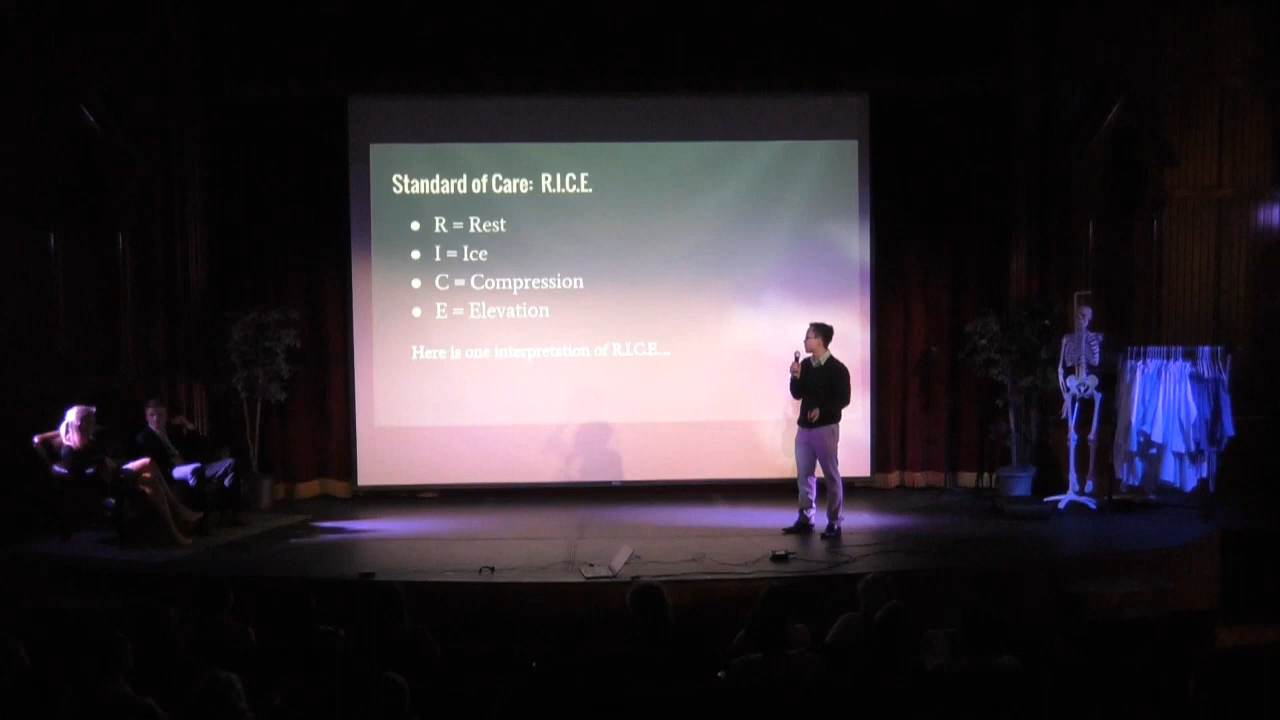 Standard of Care: R.I.C.E.
● R = Rest
● I = Ice
● C = Compression
● E = Elevation
Here is one interpretation of R.I.C.E....